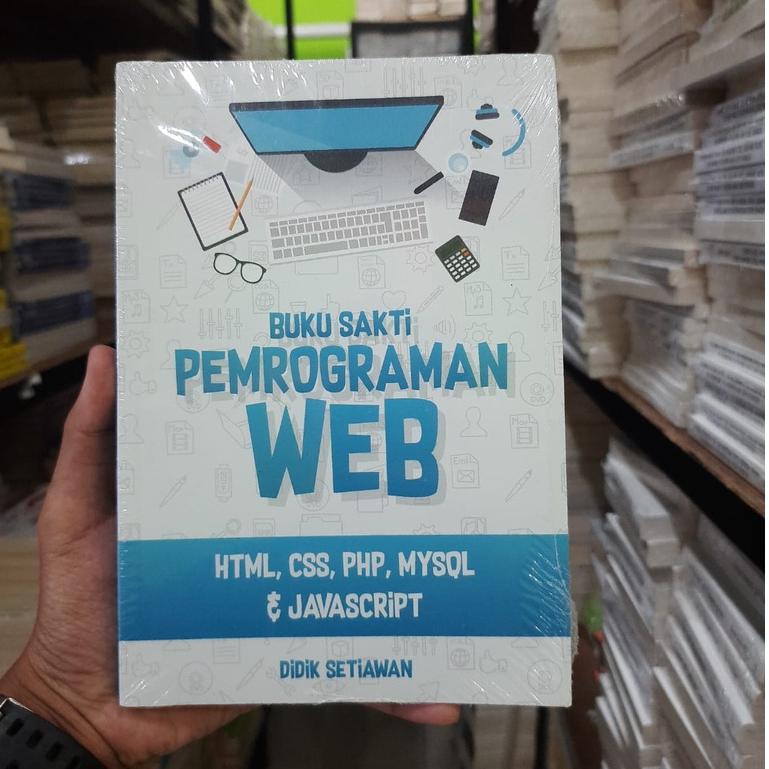 BUKU SAKTI
PEMROGRAMAN
WEB
HTML, CSS, PHP, MYSQL
& JAVASCRIPT
DIDIK SETIAWAN